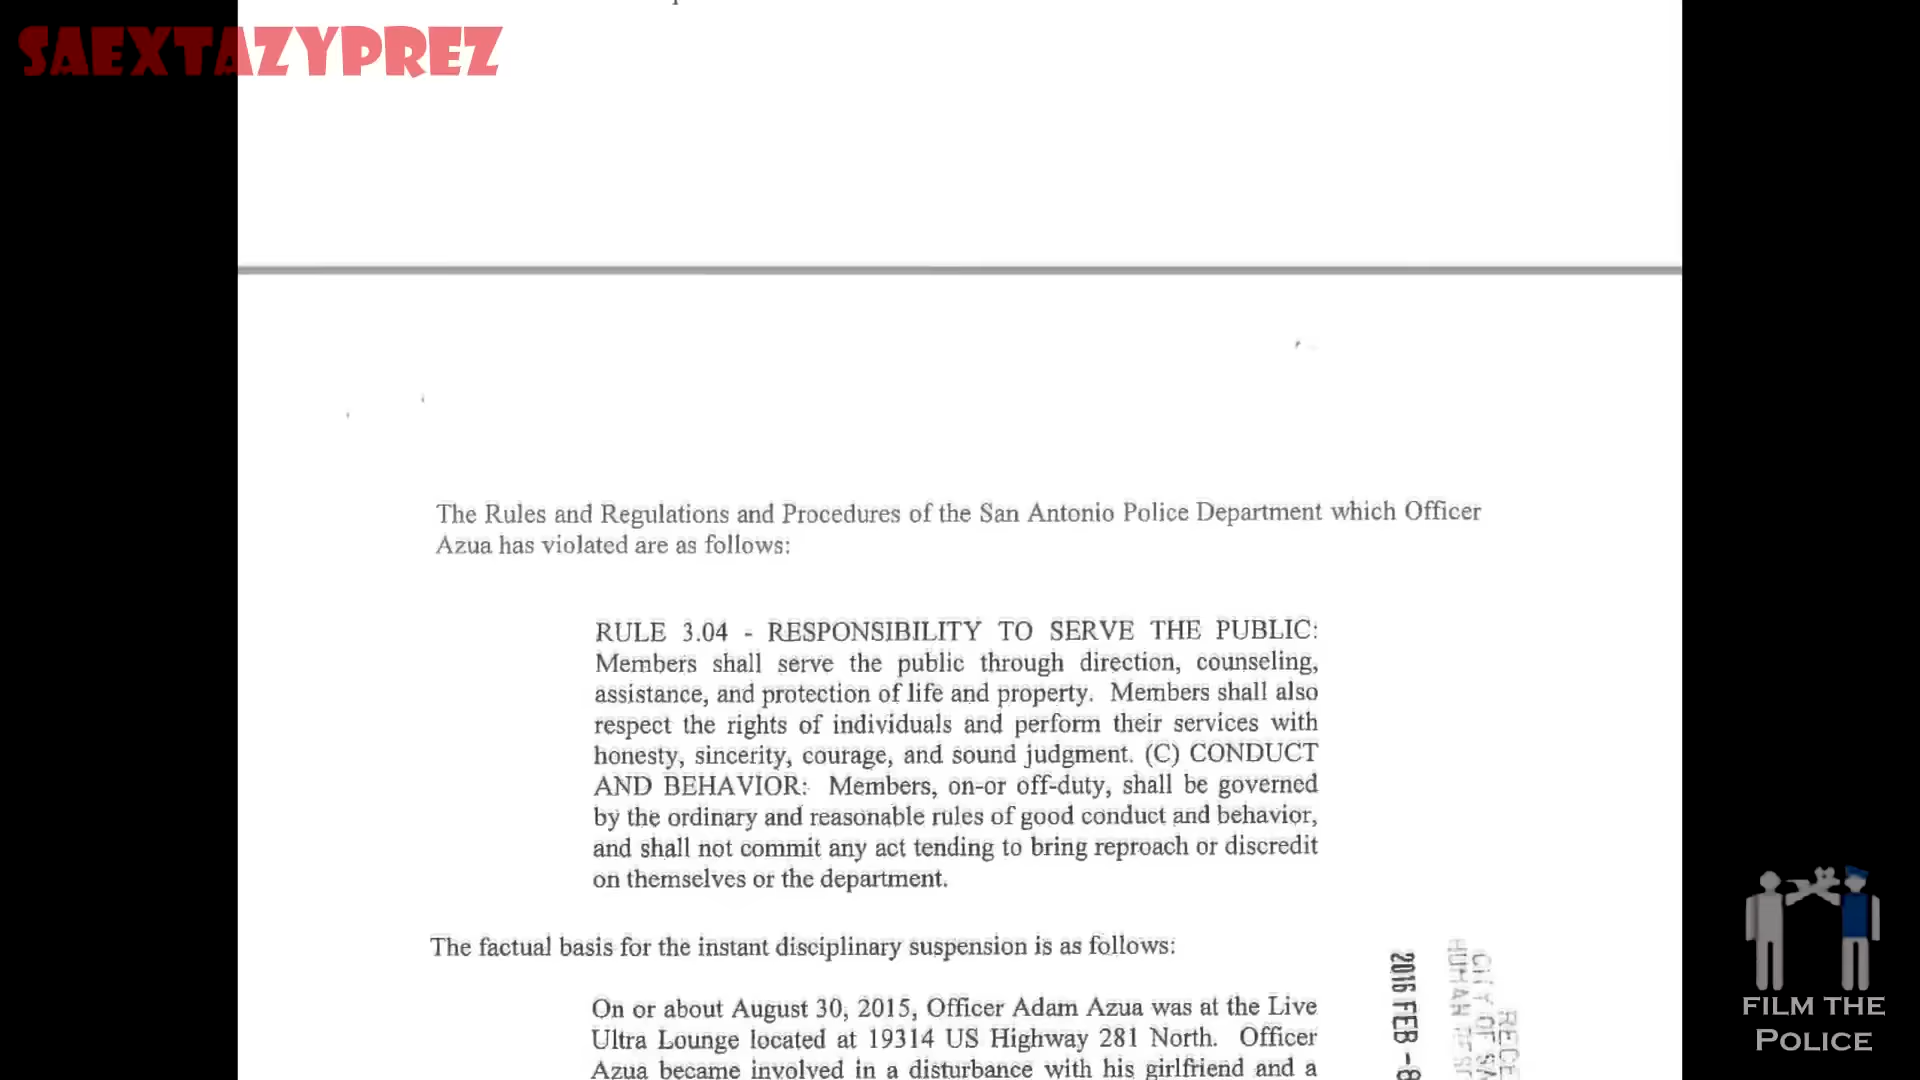 SAEXTAZYPREZ
The Rules and Regulations and Procedures of the San Antonio Police Department which Officer
Azua has violated are as follows:
RULE 3.04 - RESPONSIBILITY TO SERVE THE PUBLIC:
Members shall serve the public through direction, counseling,
assistance, and protection of life and property. Members shall also
respect the rights of individuals and perform their services with
honesty, sincerity, courage, and sound judgment. (C) CONDUCT
AND BEHAVIOR: Members, on-or off-duty, shall be governed
by the ordinary and reasonable rules of good conduct and behavior,
and shall not commit any act tending to bring reproach or discredit
on themselves or the department.
The factual basis for the instant disciplinary suspension is as follows:
On or about August 30, 2015, Officer Adam Azua was at the Live
Ultra Lounge located at 19314 US Highway 281 North. Officer
Azua became involved in a disturbance with his girlfriend and a
2016 FEB -8
CITY OF
HUMAN
FILM THE
POLICE